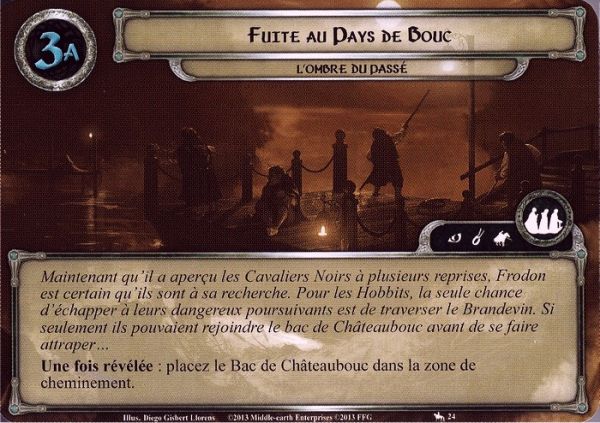 3A
Fuite au Pays de Bouc
L'ombre du passé
Maintenant qu'il a aperçu les Cavaliers Noirs à plusieurs reprises, Frodon
est certain qu'ils sont à sa recherche. Pour les Hobbits, la seule chance
d'échapper à leurs dangereux poursuivants est de traverser le Brandevin. Si
seulement ils pouvaient rejoindre le bac de Châteaubouc avant de se faire
attraper…
Une fois révélée : placez le Bac de Châteaubouc dans la zone de
cheminement.
Illus. Diego Gisbert Llorens ©2013 Middle-earth Enterprises ©2013 FFG 24